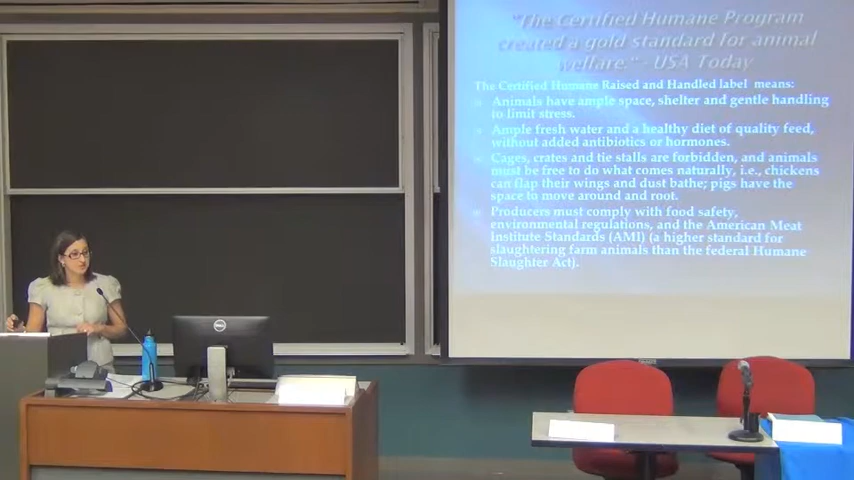 "The Certified Humane Program
created a gold standard for animal
welfare." - USA Today
The Certified Humane Raised and Handled label means:
Animals have ample space, shelter and gentle handling
to limit stress.
Ample fresh water and a healthy diet of quality feed,
without added antibiotics or hormones.
Cages, crates and tie stalls are forbidden, and animals
must be free to do what comes naturally, i.e., chickens
can flap their wings and dust bathe; pigs have the
space to move around and root.
Producers must comply with food safety,
environmental regulations, and the American Meat
Institute Standards (AMI) (a higher standard for
slaughtering farm animals than the federal Humane
Slaughter Act).
DELL